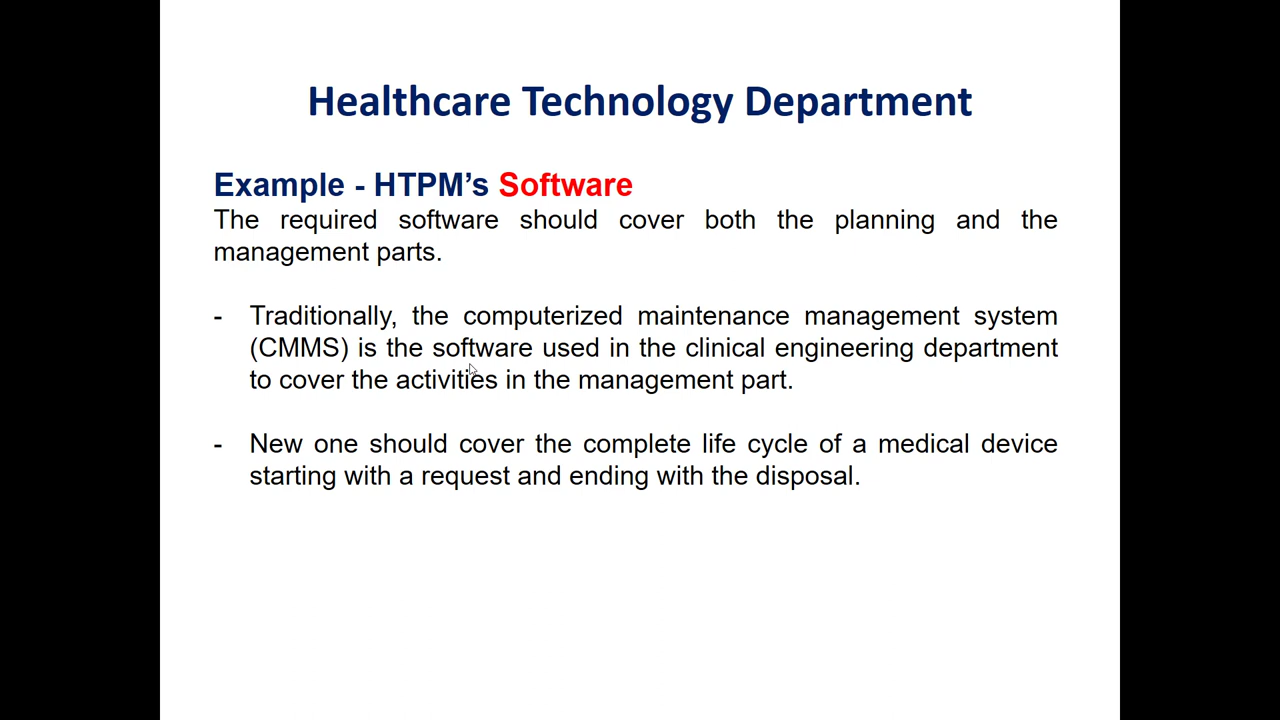 Healthcare Technology Department
Example - HTPM’s Software
The required software should cover both the planning and the
management parts.
- Traditionally, the computerized maintenance management system
(CMMS) is the software used in the clinical engineering department
to cover the activities in the management part.
- New one should cover the complete life cycle of a medical device
starting with a request and ending with the disposal.